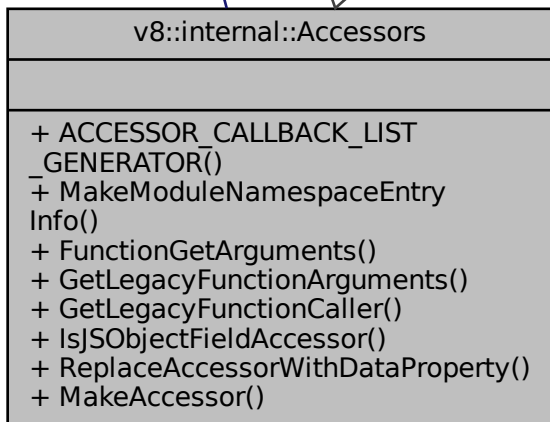 v8::internal::Accessors
+ ACCESSOR_CALLBACK_LIST
_GENERATOR()
+ MakeModuleNamespaceEntry
Info()
+ FunctionGetArguments()
+ GetLegacyFunctionArguments()
+ GetLegacyFunctionCaller()
+ IsJSObjectFieldAccessor()
+ ReplaceAccessorWithDataProperty()
+ MakeAccessor()